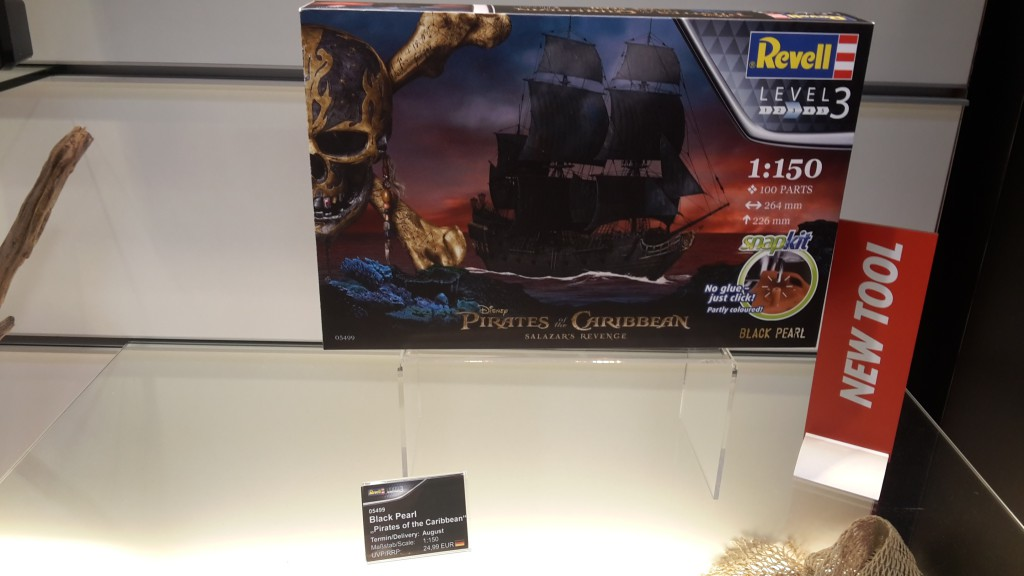 Revell
LEVEL 3
1:150
100 PARTS
264 mm
226 mm
snapkit
No glue,
just click!
Partly coloured!
Disney
PIRATES of the CARIBBEAN
SALAZAR'S REVENGE
BLACK PEARL
05499
NEW TOOL
Revell
05499
Black Pearl
„Pirates of the Caribbean“
Termin/Delivery: August
Maßstab/Scale: 1:150
UVP/RRP: 24,99 EUR